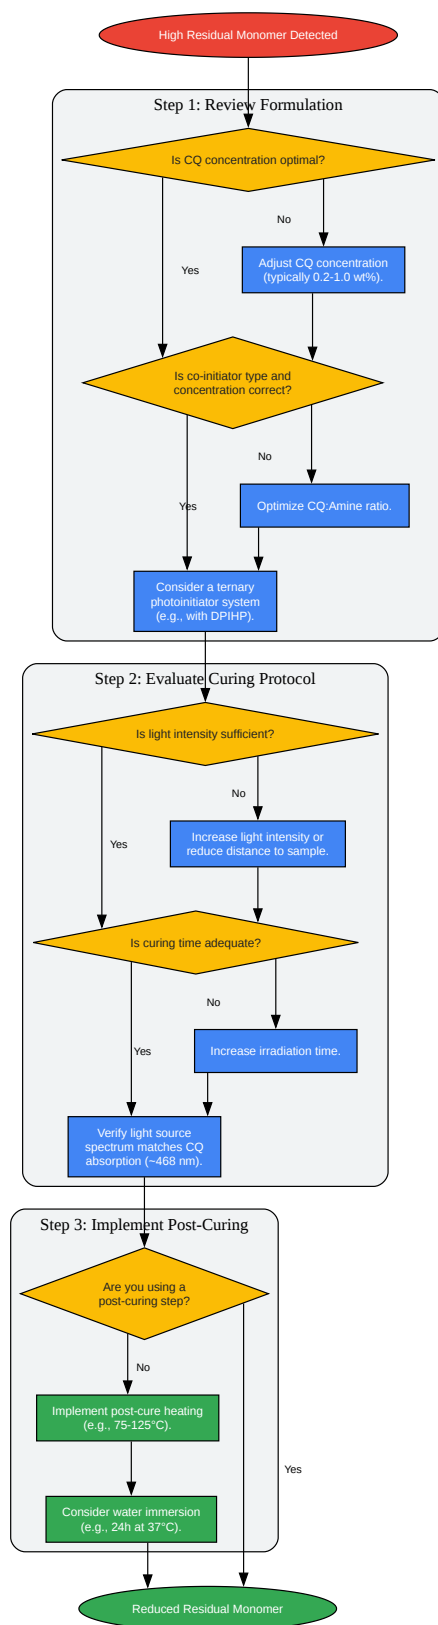 High Residual Monomer Detected
Step 1: Review Formulation
Is CQ concentration optimal?
No
Yes
Adjust CQ concentration
(typically 0.2-1.0 wt%).
Is co-initiator type and
concentration correct?
No
Yes
Optimize CQ:Amine ratio.
Consider a ternary
photoinitiator system
(e.g., with DPIHP).
Step 2: Evaluate Curing Protocol
Is light intensity sufficient?
No
Yes
Increase light intensity or
reduce distance to sample.
Is curing time adequate?
No
Yes
Increase irradiation time.
Verify light source
spectrum matches CQ
absorption (~468 nm).
Step 3: Implement Post-Curing
Are you using a
post-curing step?
No
Implement post-cure heating
(e.g., 75-125°C).
Yes
Consider water immersion
(e.g., 24h at 37°C).
Reduced Residual Monomer